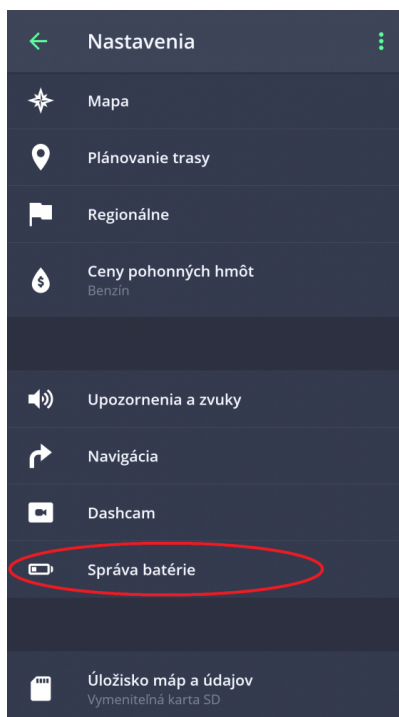 Nastavenia
Mapa
Plánovanie trasy
Regionálne
Ceny pohonných hmôt
Benzín
Upozornenia a zvuky
Navigácia
Dashcam
Správa batérie
Úložisko máp a údajov
Vymeniteľná karta SD